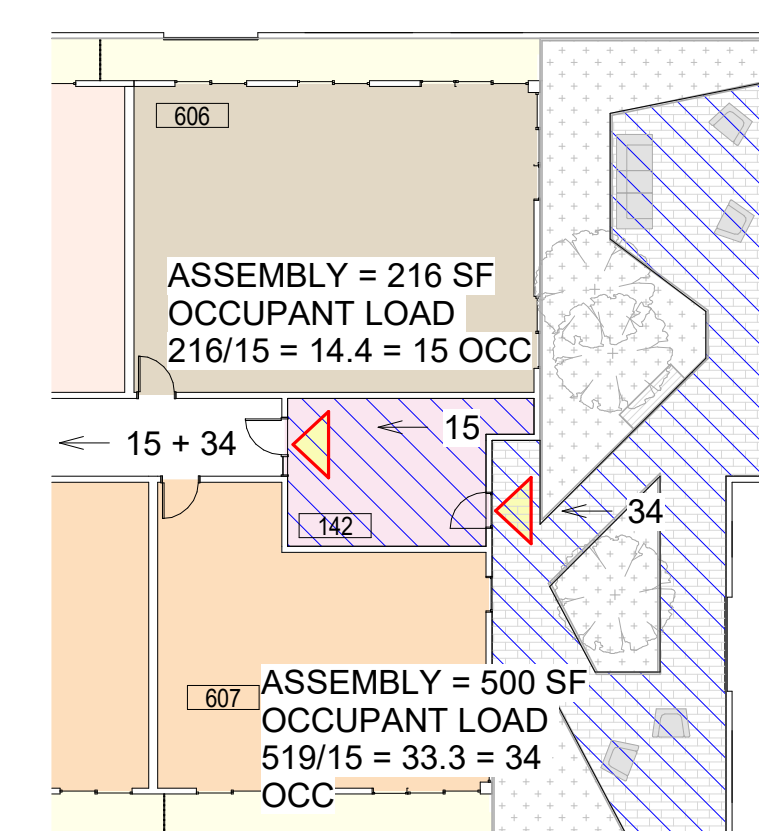 606
ASSEMBLY = 216 SF
OCCUPANT LOAD
216/15 = 14.4 = 15 OCC
15 + 34
15
142
34
607
ASSEMBLY = 500 SF
OCCUPANT LOAD
519/15 = 33.3 = 34
OCC